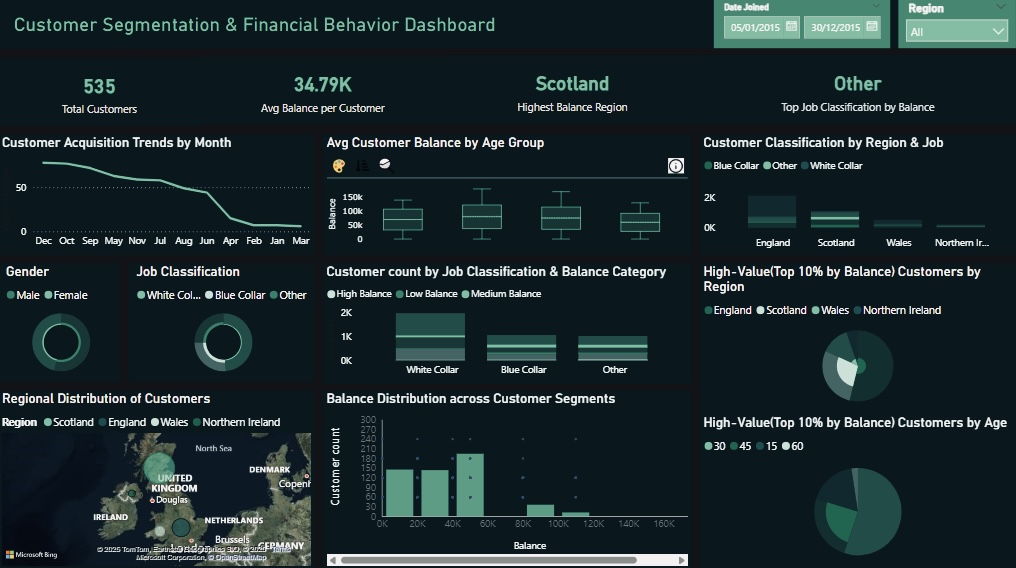 Customer Segmentation & Financial Behavior Dashboard
Date Joined
05/01/2015
30/12/2015
Region
All
535
Total Customers
34.79K
Avg Balance per Customer
Scotland
Highest Balance Region
Other
Top Job Classification by Balance
Customer Acquisition Trends by Month
50
0
Dec Oct Sep May Nov Jul Aug Jun Apr Feb Jan Mar
Avg Customer Balance by Age Group
Balance
150k
100k
50k
0
Customer Classification by Region & Job
Blue Collar Other White Collar
2K
0K
England Scotland Wales Northern Ir...
Gender
Male Female
Job Classification
White Col... Blue Collar Other
Customer count by Job Classification & Balance Category
High Balance Low Balance Medium Balance
2K
1K
0K
White Collar Blue Collar Other
High-Value(Top 10% by Balance) Customers by
Region
England Scotland Wales Northern Ireland
Regional Distribution of Customers
Region Scotland England Wales Northern Ireland
North Sea
UNITED
KINGDOM
DENMARK
Douglas
IRELAND
NETHERLANDS
Brussels
GERMANY
Microsoft Bing
Microsoft Corporation, © OpenStreetMap
Balance Distribution across Customer Segments
Customer count
300
270
240
210
180
150
120
90
60
30
0
0K 20K 40K 60K 80K 100K 120K 140K 160K
Balance
High-Value(Top 10% by Balance) Customers by Age
30 45 15 60